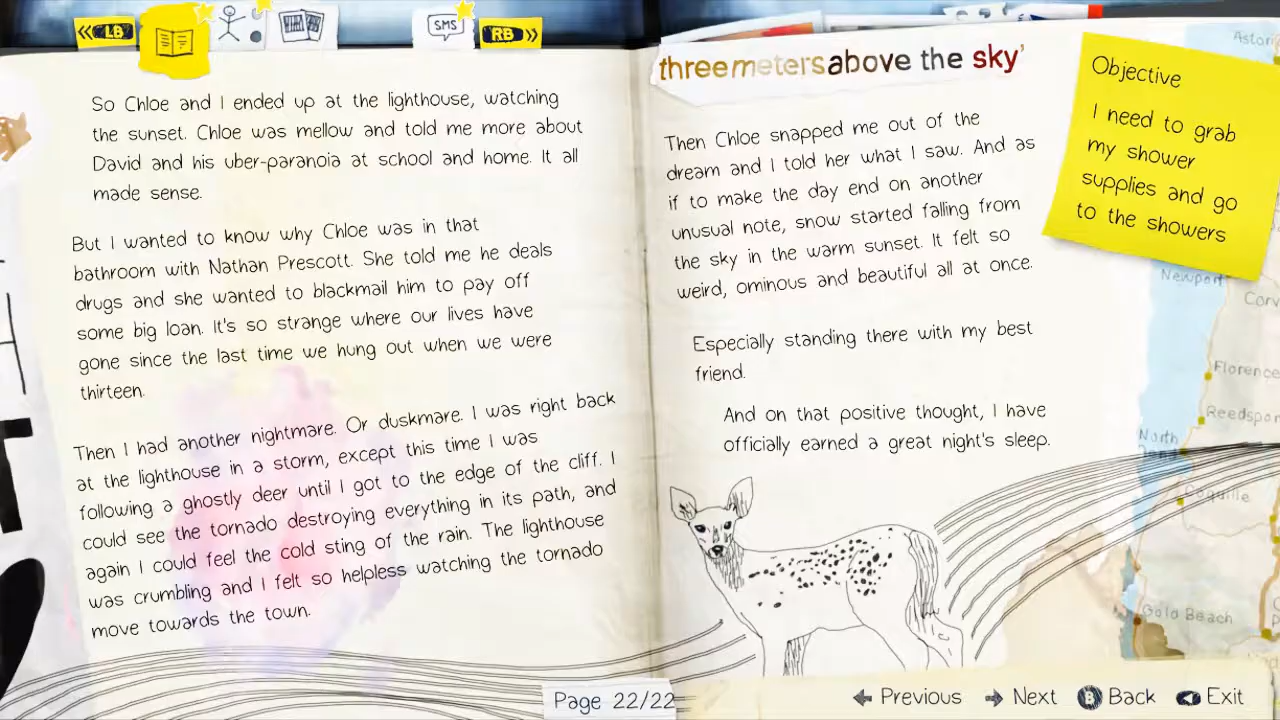 LB
SMS
RB
So Chloe and I ended up at the lighthouse, watching
the sunset. Chloe was mellow and told me more about
David and his uber-paranoia at school and home. It all
made sense.
But I wanted to know why Chloe was in that
bathroom with Nathan Prescott. She told me he deals
drugs and she wanted to blackmail him to pay off
some big loan. It's so strange where our lives have
gone since the last time we hung out when we were
thirteen.
Then I had another nightmare. Or duskmare. I was right back
at the lighthouse in a storm, except this time I was
following a ghostly deer until I got to the edge of the cliff. I
could see the tornado destroying everything in its path, and
again I could feel the cold sting of the rain. The lighthouse
was crumbling and I felt so helpless watching the tornado
move towards the town.
three meters above the sky'
Then Chloe snapped me out of the
dream and I told her what I saw. And as
if to make the day end on another
unusual note, snow started falling from
the sky in the warm sunset. It felt so
weird, ominous and beautiful all at once.
Especially standing there with my best
friend.
And on that positive thought, I have
officially earned a great night's sleep.
Objective
I need to grab
my shower
supplies and go
to the showers
Newport
Florence
North
Coquille
Gold Beach
Page 22/22
Previous
Next
B Back
Exit